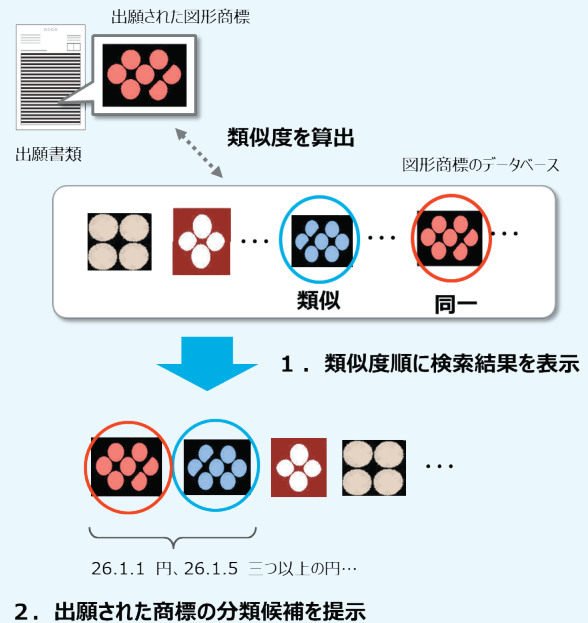 出願された図形商標
出願書類
類似度を算出
図形商標のデータベース
… … …
類似
同一
１．類似度順に検索結果を表示
…
26.1.1 円、26.1.5 三つ以上の円…
２．出願された商標の分類候補を提示